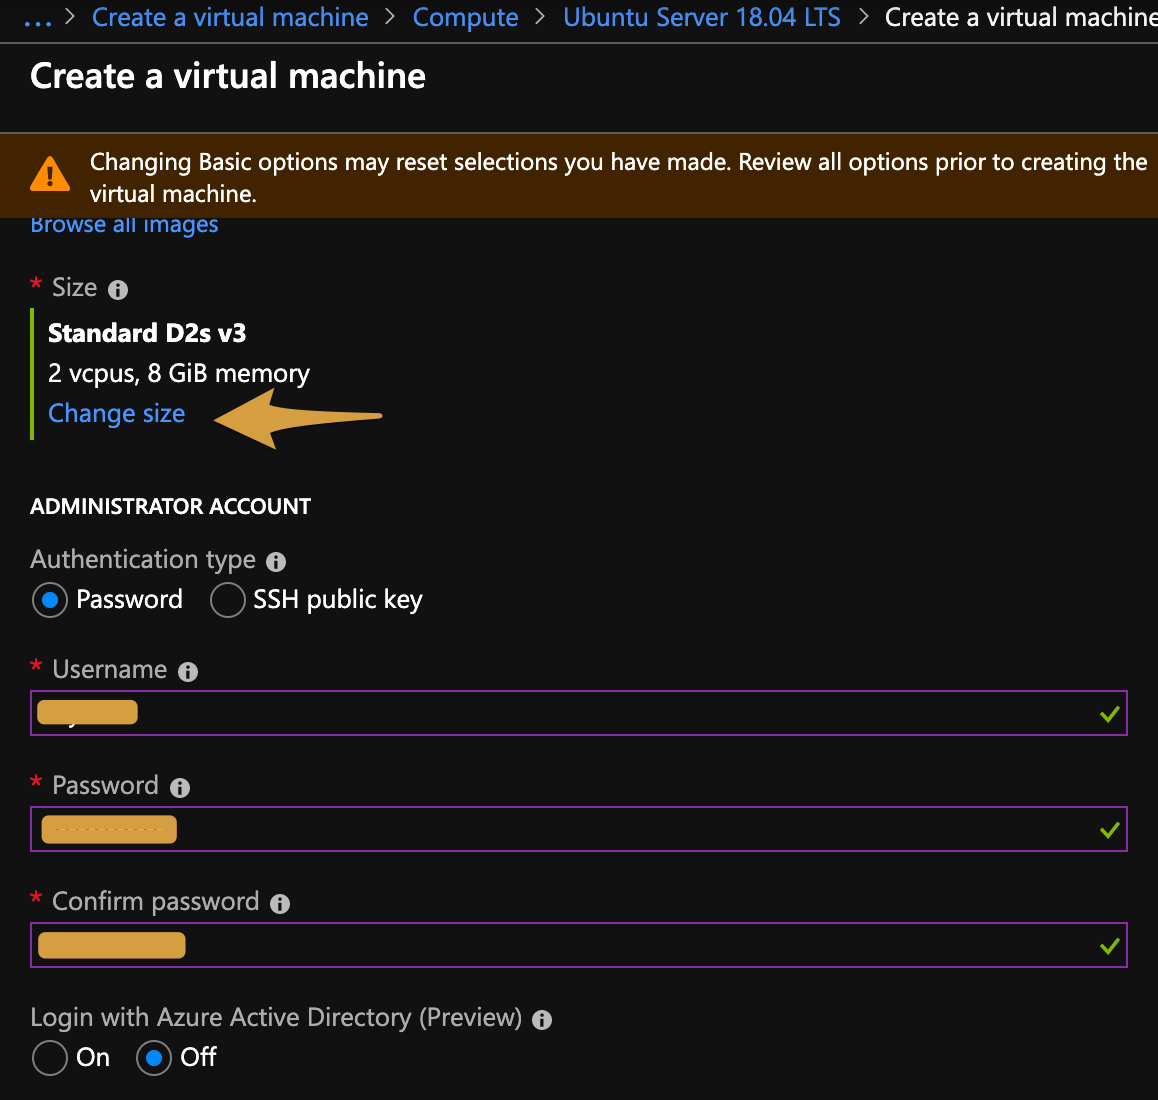 ... > Create a virtual machine > Compute > Ubuntu Server 18.04 LTS > Create a virtual machine
Create a virtual machine
Changing Basic options may reset selections you have made. Review all options prior to creating the
virtual machine.
Browse all images
* Size
Standard D2s v3
2 vcpus, 8 GiB memory
Change size
ADMINISTRATOR ACCOUNT
Authentication type
Password SSH public key
* Username
* Password
* Confirm password
Login with Azure Active Directory (Preview)
On Off